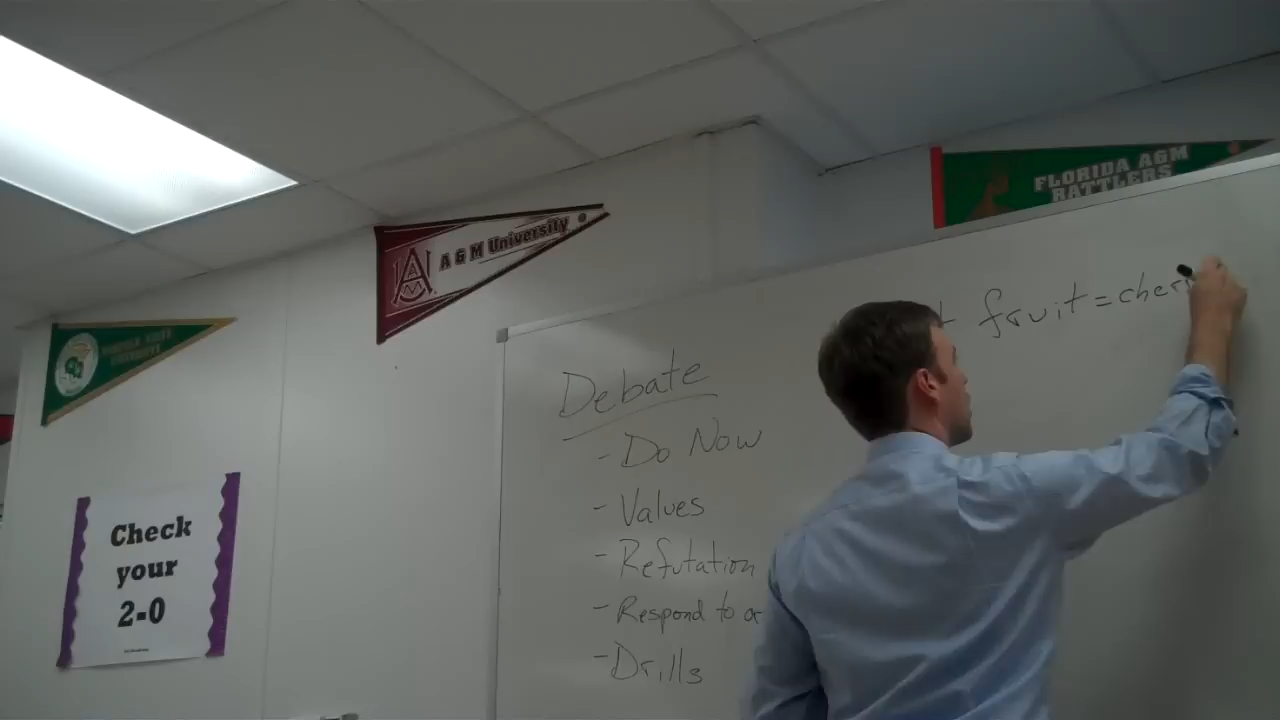 FLORIDA A&M
RATTLERS
A&M University
fruit = cher
Debate
- Do Now
- Values
- Refutation
- Respond to
- Drills
Check
your
2-0